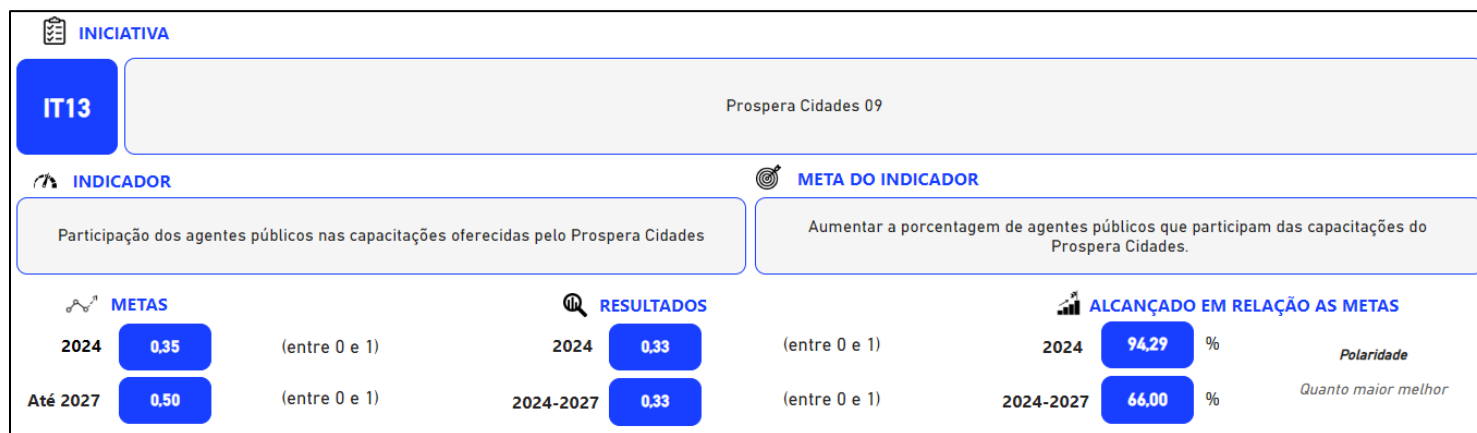 INICIATIVA
IT13
Prospera Cidades 09
INDICADOR
META DO INDICADOR
Participação dos agentes públicos nas capacitações oferecidas pelo Prospera Cidades
Aumentar a porcentagem de agentes públicos que participam das capacitações do
Prospera Cidades.
METAS
RESULTADOS
ALCANÇADO EM RELAÇÃO AS METAS
2024 0,35 (entre 0 e 1) 2024 0,33 (entre 0 e 1) 2024 94,29 % Polaridade
Até 2027 0,50 (entre 0 e 1) 2024-2027 0,33 (entre 0 e 1) 2024-2027 66,00 % Quanto maior melhor